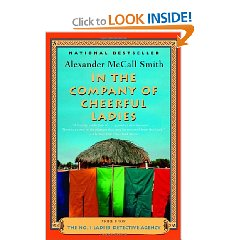 Click to LOOK INSIDE!
NATIONAL BESTSELLER
Alexander McCall Smith
IN THE
COMPANY OF
CHEERFUL
LADIES
THE NO. 1 LADIES' DETECTIVE AGENCY